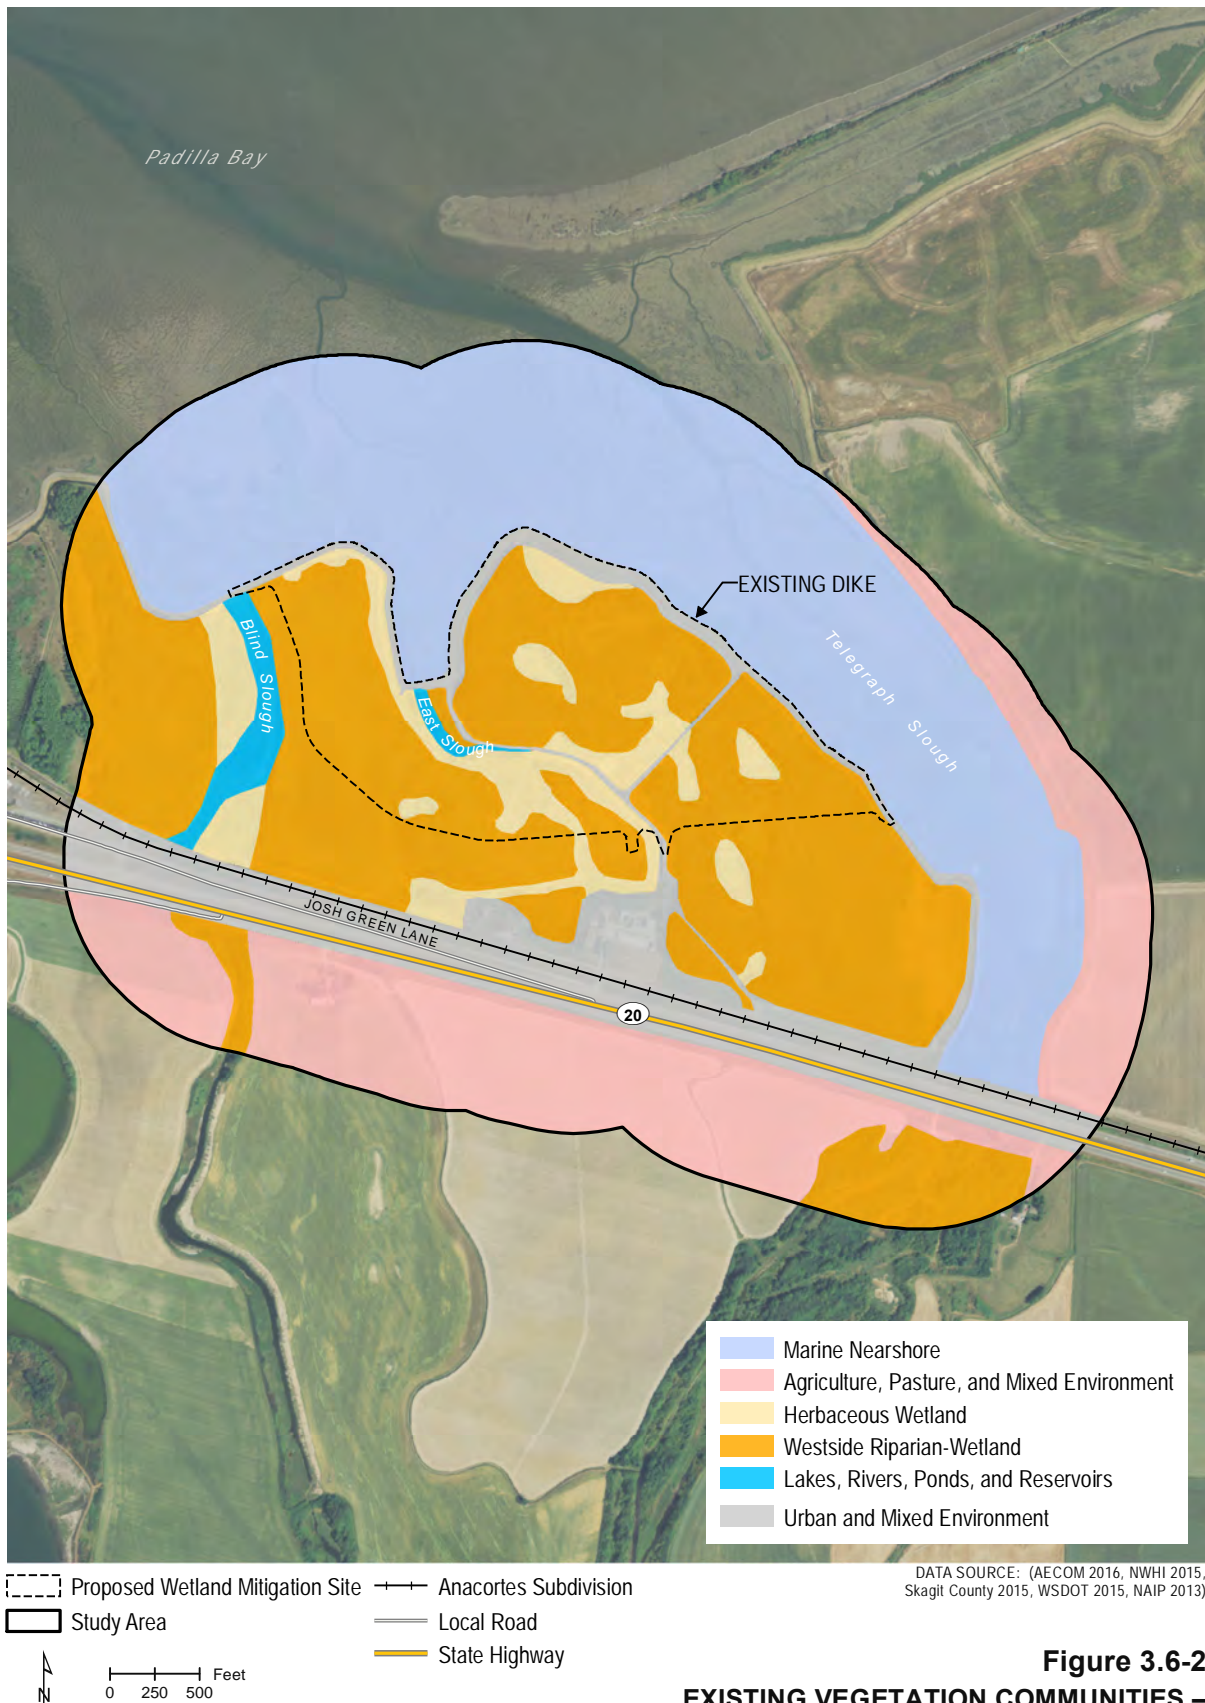 Padilla Bay
EXISTING DIKE
Telegraph Slough
Blind Slough
East Slough
JOSH GREEN LANE
20
Marine Nearshore
Agriculture, Pasture, and Mixed Environment
Herbaceous Wetland
Westside Riparian-Wetland
Lakes, Rivers, Ponds, and Reservoirs
Urban and Mixed Environment
DATA SOURCE: (AECOM 2016, NWHI 2015,
Skagit County 2015, WSDOT 2015, NAIP 2013)
Proposed Wetland Mitigation Site
Anacortes Subdivision
Study Area
Local Road
State Highway
N
Feet
0 250 500
Figure 3.6-2
EXISTING VEGETATION COMMUNITIES –